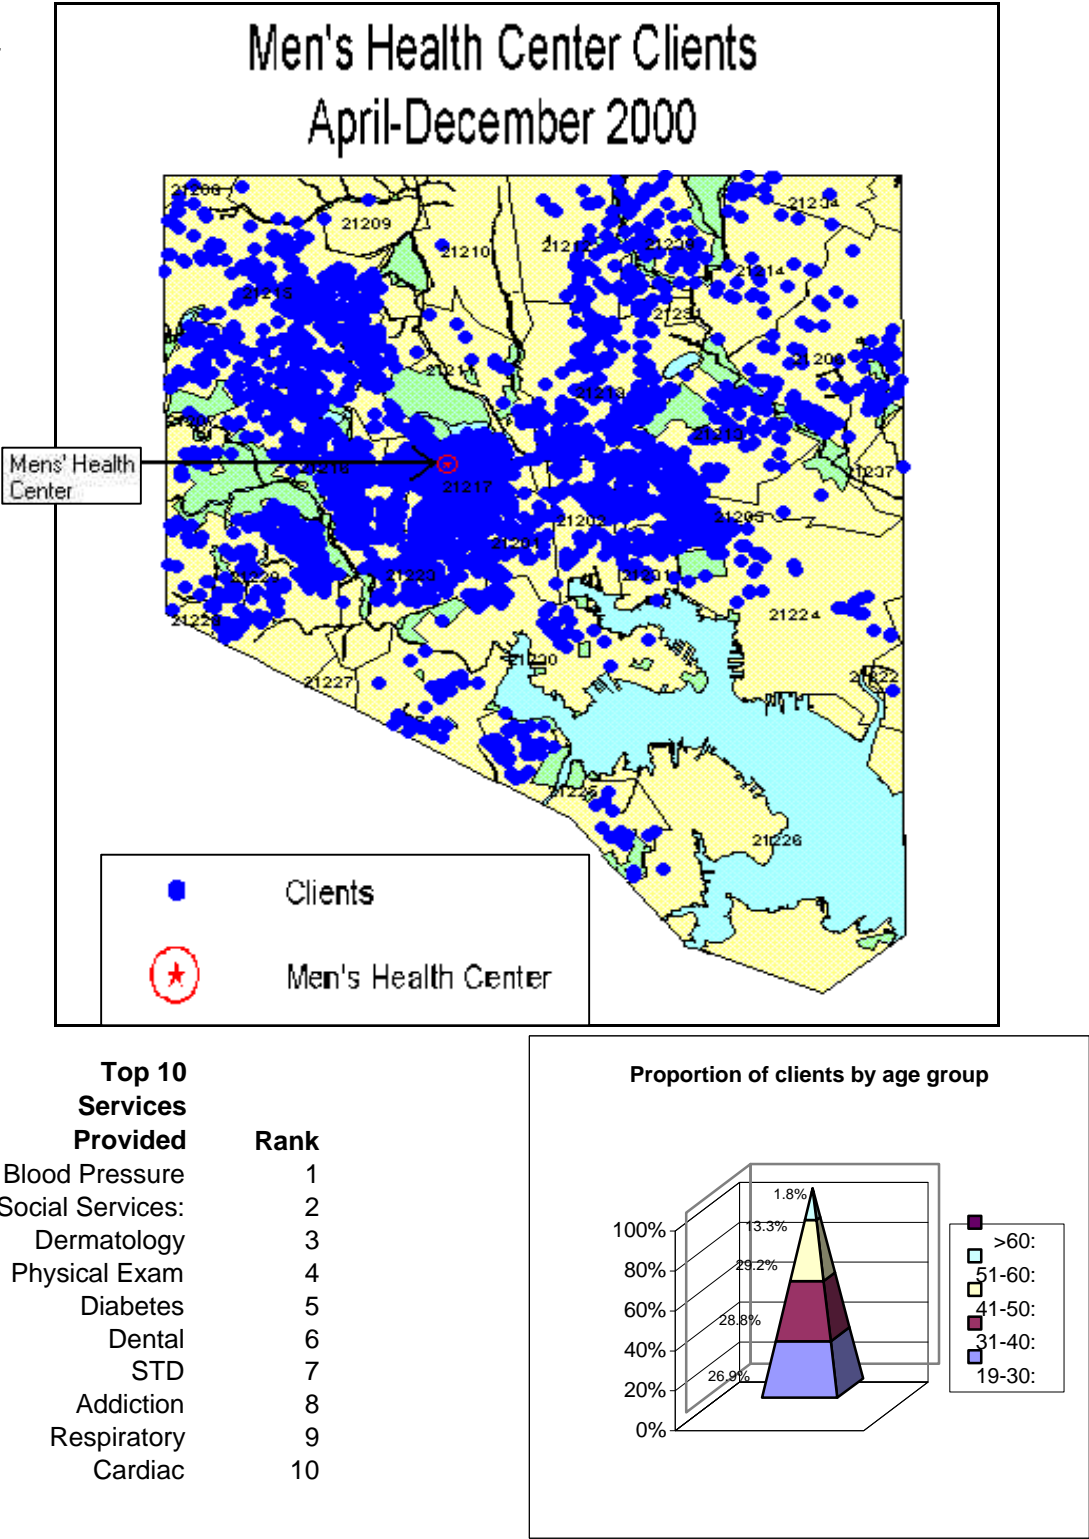 Men's Health Center Clients
April-December 2000
21234
21209
21210
21212
21239
21214
21215
21251
21206
21211
21213
21216
Mens' Health
Center
21217
21237
21202
21205
21201
21223
21231
21229
21228
21224
21230
21227
21222
21225
21226
Clients
Men's Health Center
Top 10
Services
Provided Rank
Blood Pressure 1
Social Services: 2
Dermatology 3
Physical Exam 4
Diabetes 5
Dental 6
STD 7
Addiction 8
Respiratory 9
Cardiac 10
Proportion of clients by age group
1.8%
13.3%
29.2%
28.8%
26.9%
100%
80%
60%
40%
20%
0%
>60:
51-60:
41-50:
31-40:
19-30: